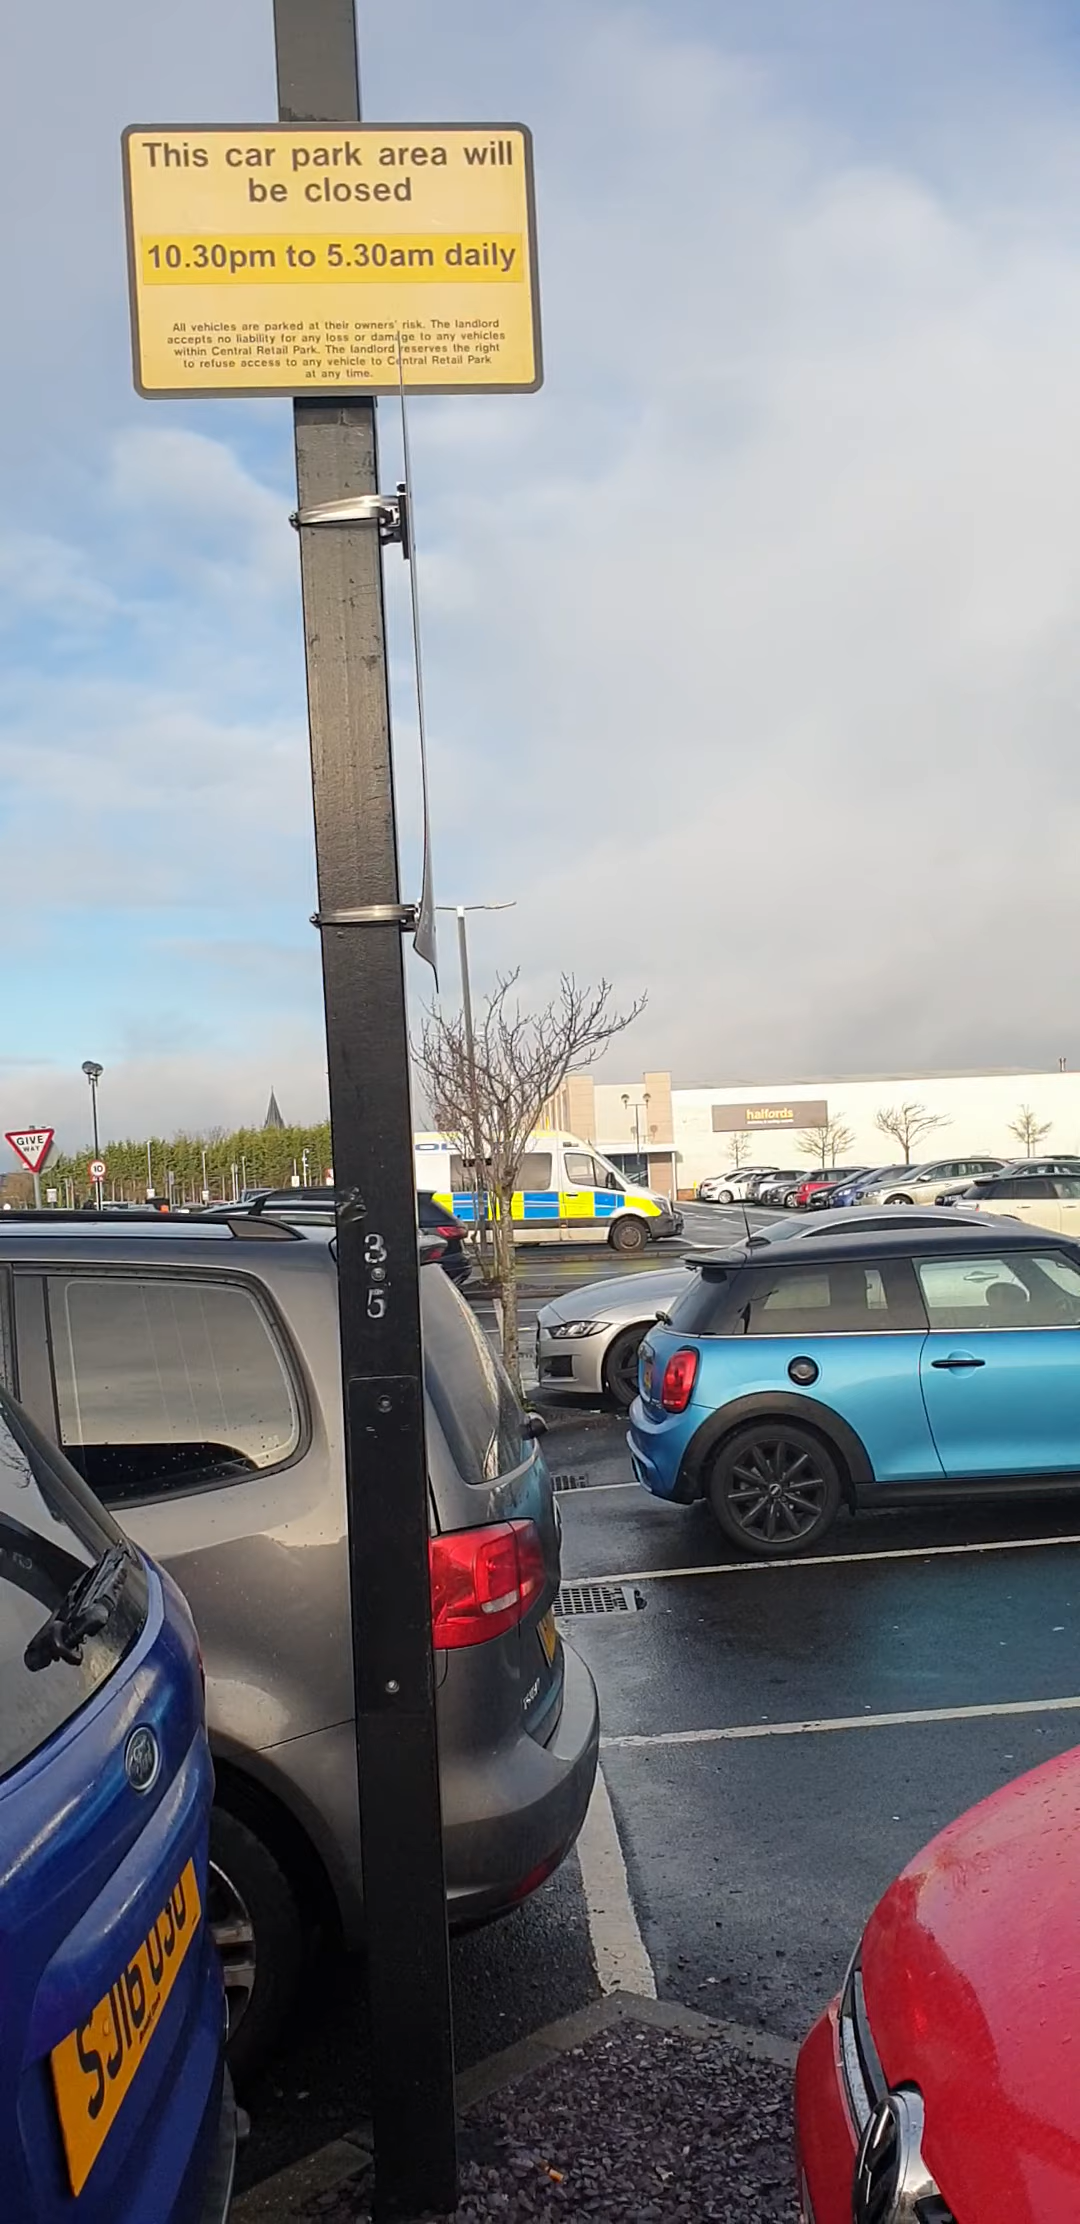 This car park area will
be closed
10.30pm to 5.30am daily
All vehicles are parked at their owners' risk. The landlord
accepts no liability for any loss or damage to any vehicles
within Central Retail Park. The landlord reserves the right
to refuse access to any vehicle to Central Retail Park
at any time.
halfords
GIVE
WAY
10
3
5
Ford
SJ16 OJU